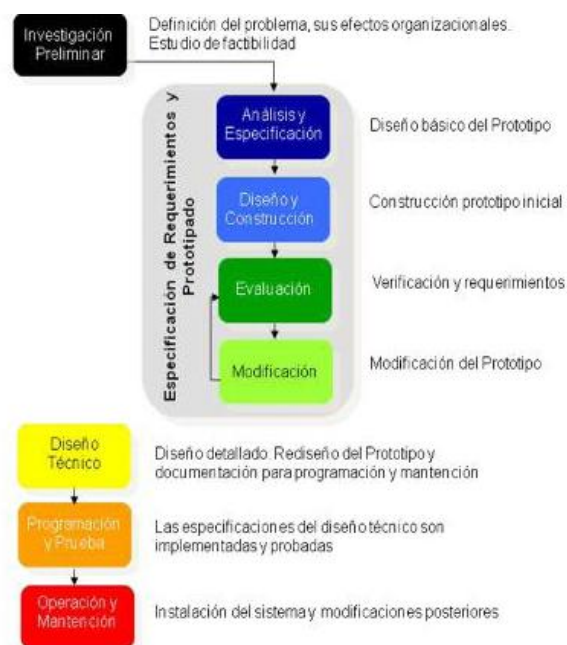 Investigación
Preliminar
Definición del problema, sus efectos organizacionales.
Estudio de factibilidad
Especificación de Requerimientos y
Prototipado
Análisis y
Especificación
Diseño básico del Prototipo
Diseño y
Construcción
Construcción prototipo inicial
Evaluación
Verificación y requerimientos
Modificación
Modificación del Prototipo
Diseño
Técnico
Diseño detallado. Rediseño del Prototipo y
documentación para programación y mantención
Programación
y Prueba
Las especificaciones del diseño técnico son
implementadas y probadas
Operación y
Mantención
Instalación del sistema y modificaciones posteriores